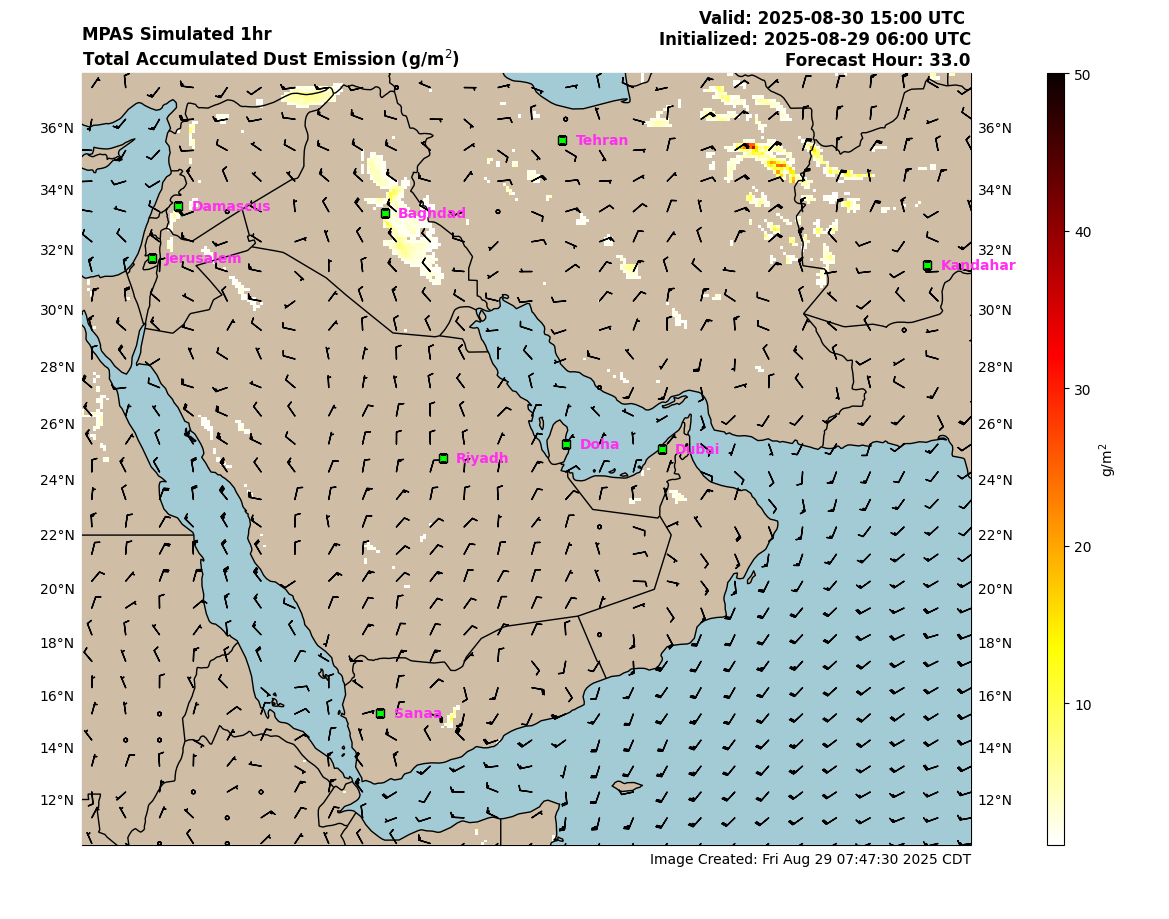 MPAS Simulated 1hr
Total Accumulated Dust Emission (g/m²)
Valid: 2025-08-30 15:00 UTC
Initialized: 2025-08-29 06:00 UTC
Forecast Hour: 33.0
36°N
34°N
32°N
30°N
28°N
26°N
24°N
22°N
20°N
18°N
16°N
14°N
12°N
Tehran
Damascus
Baghdad
Jerusalem
Kandahar
Doha
Dubai
Riyadh
Sanaa
36°N
34°N
32°N
30°N
28°N
26°N
24°N
22°N
20°N
18°N
16°N
14°N
12°N
50
40
30
20
10
g/m²
Image Created: Fri Aug 29 07:47:30 2025 CDT